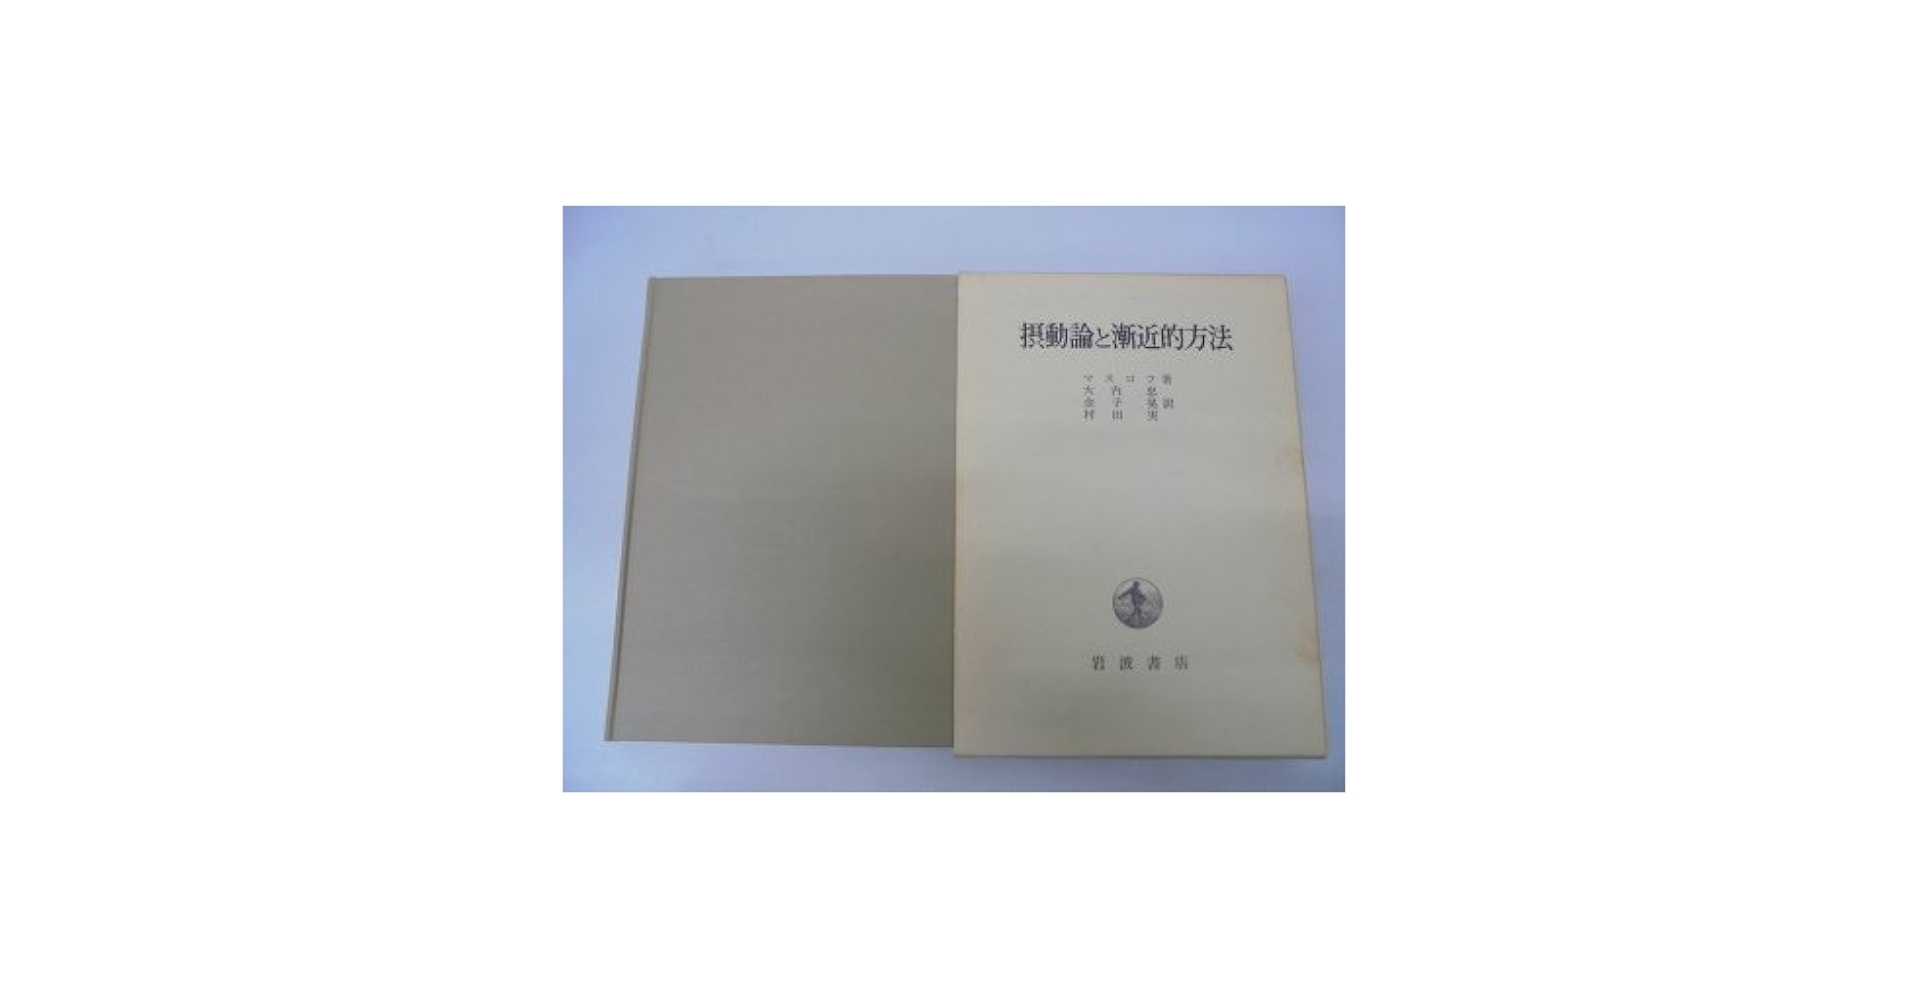 摂動論と漸近的方法
マスロフ著
大内忠
金子晃訳
村田実
岩波書店